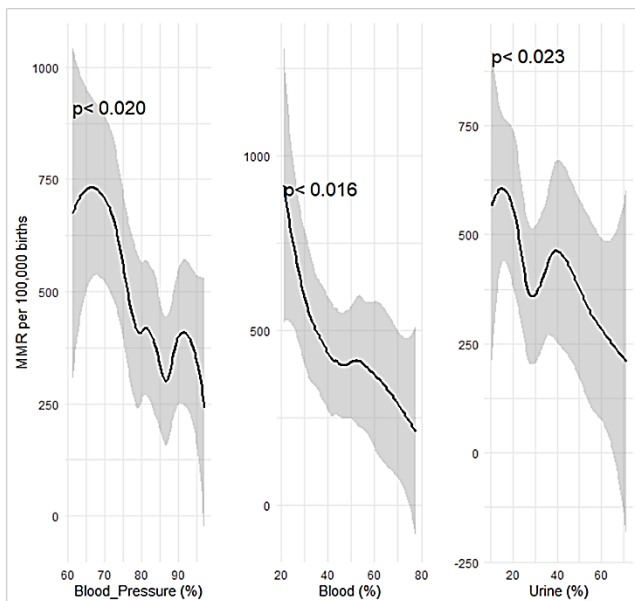 MMR per 100,000 births
1000
750
500
250
0
p< 0.020
60 70 80 90
Blood_Pressure (%)
1000
500
0
p< 0.016
20 40 60 80
Blood (%)
750
500
250
0
-250
p< 0.023
20 40 60
Urine (%)